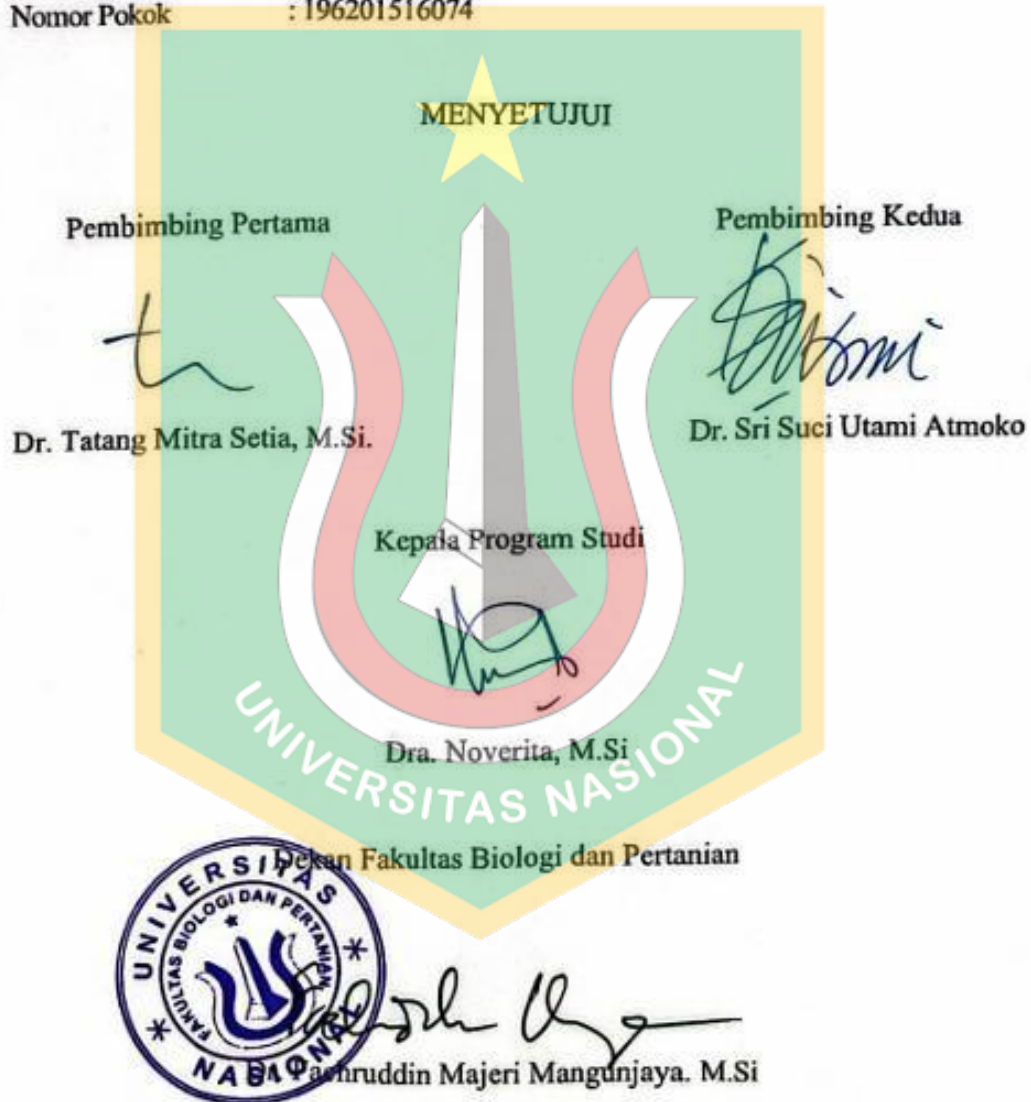 Nomor Pokok : 196201516074
MENYETUJUI
Pembimbing Pertama
Pembimbing Kedua
Dr. Tatang Mitra Setia, M.Si.
Dr. Sri Suci Utami Atmoko
Kepala Program Studi
Dra. Noverita, M.Si
UNIVERSITAS NASIONAL
Dekan Fakultas Biologi dan Pertanian
UNIVERSITAS
FAKULTAS BIOLOGI DAN PERTANIAN
NASIONAL
Dr. Fachruddin Majeri Mangunjaya. M.Si